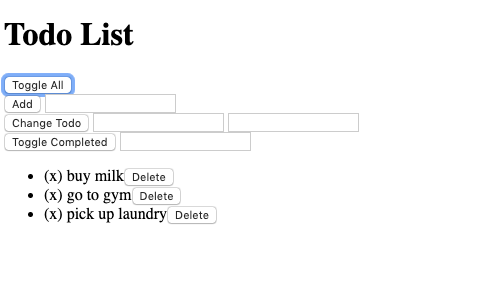 Todo List
Toggle All
Add
Change Todo
Toggle Completed
(x) buy milk Delete
(x) go to gym Delete
(x) pick up laundry Delete